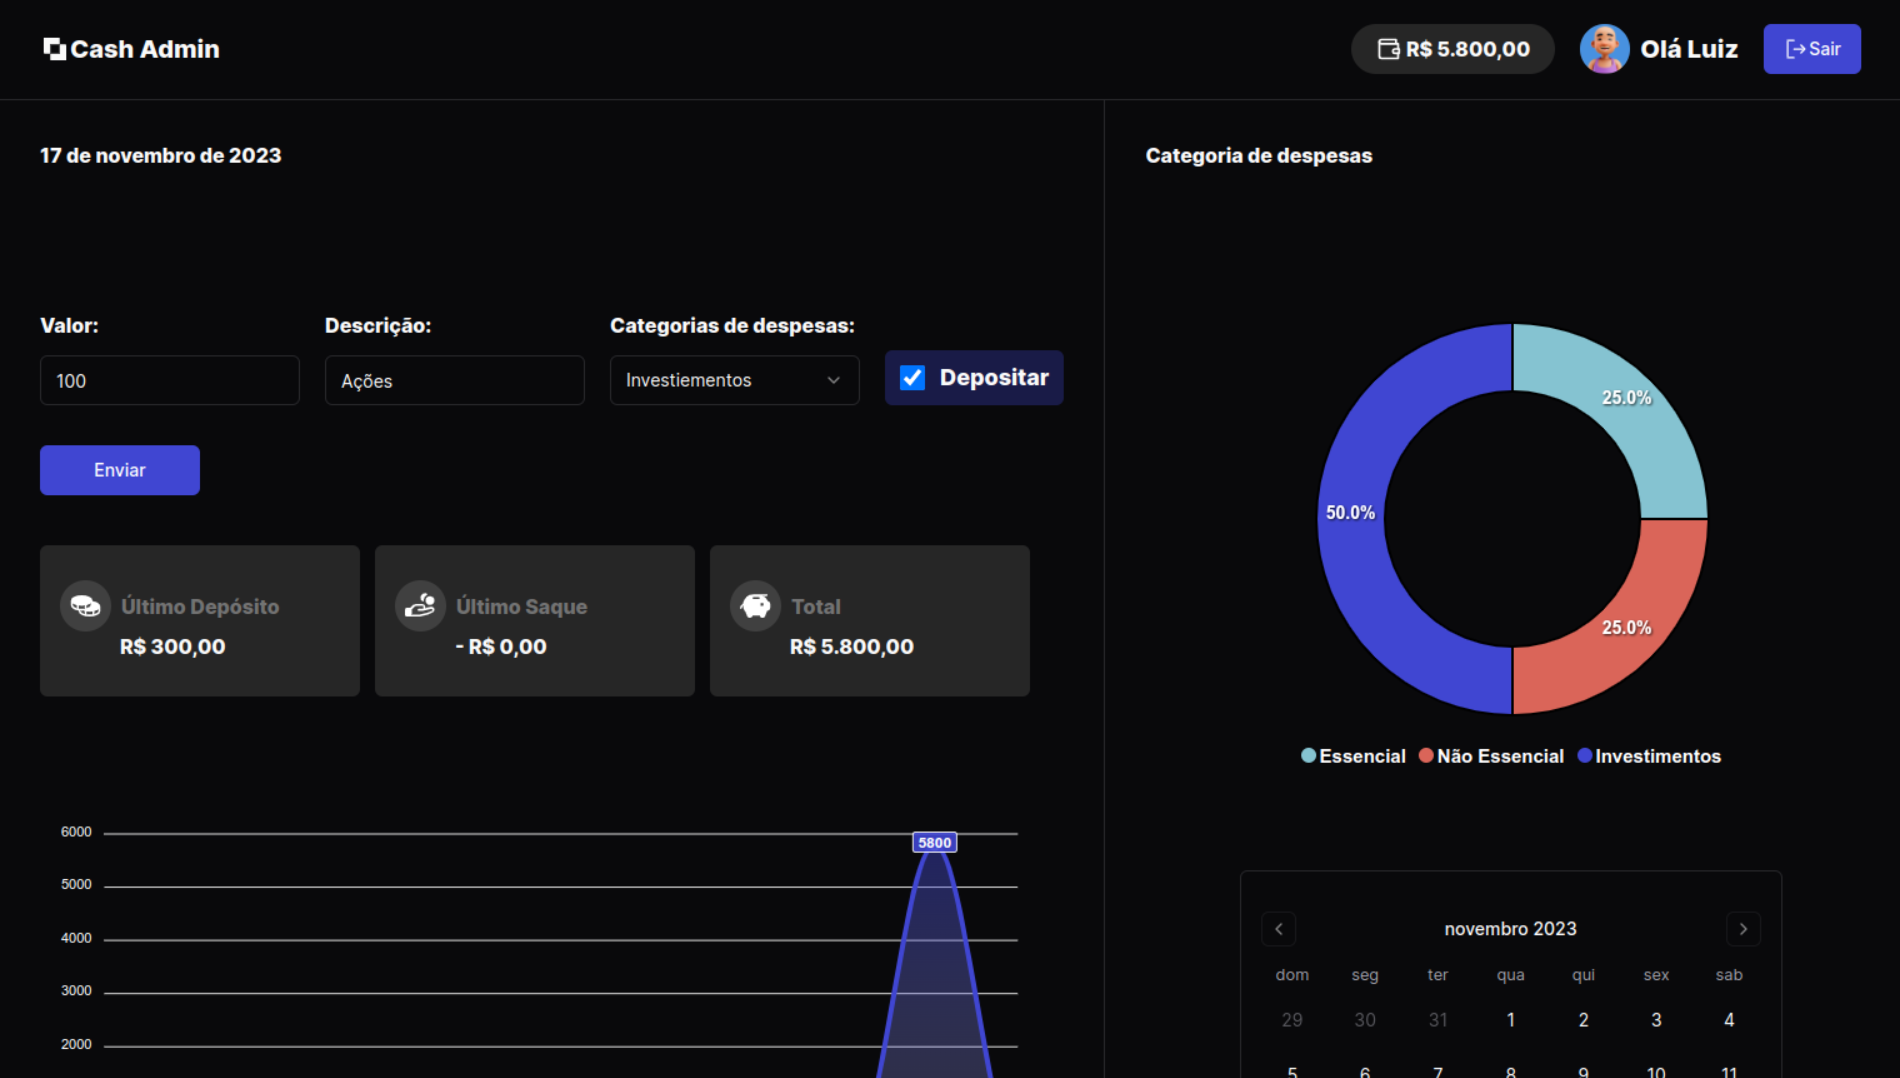 Cash Admin
R$ 5.800,00
Olá Luiz
Sair
17 de novembro de 2023
Categoria de despesas
Valor:
Descrição:
Categorias de despesas:
100
Ações
Investiementos
Depositar
Enviar
Último Depósito
R$ 300,00
Último Saque
- R$ 0,00
Total
R$ 5.800,00
25.0%
50.0%
25.0%
Essencial
Não Essencial
Investimentos
6000
5800
5000
4000
3000
2000
novembro 2023
dom seg ter qua qui sex sab
29 30 31 1 2 3 4
5 6 7 8 9 10 11